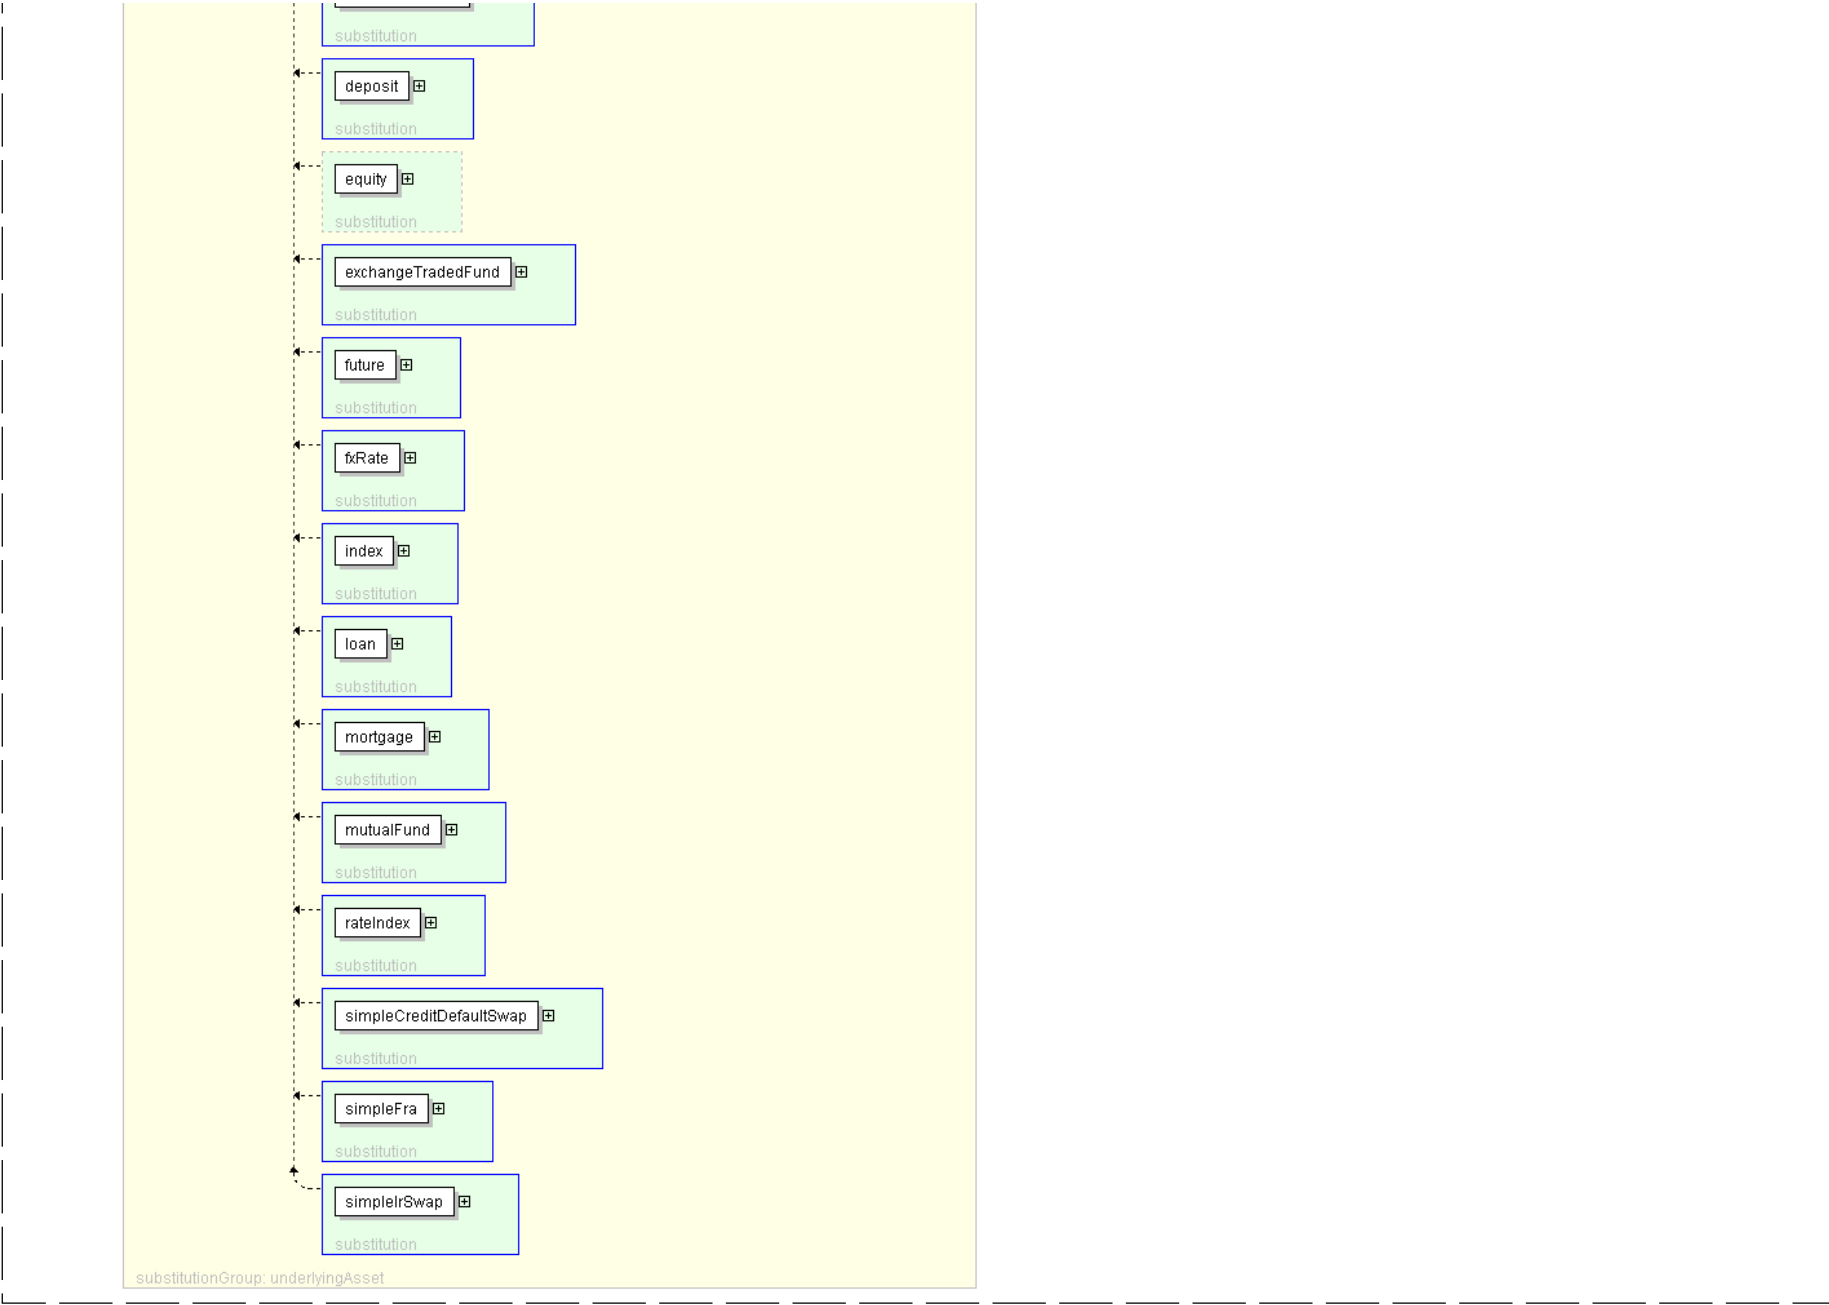 substitution
deposit
substitution
equity
substitution
exchangeTradedFund
substitution
future
substitution
fxRate
substitution
index
substitution
loan
substitution
mortgage
substitution
mutualFund
substitution
rateIndex
substitution
simpleCreditDefaultSwap
substitution
simpleFra
substitution
simpleIrSwap
substitution
substitutionGroup: underlyingAsset